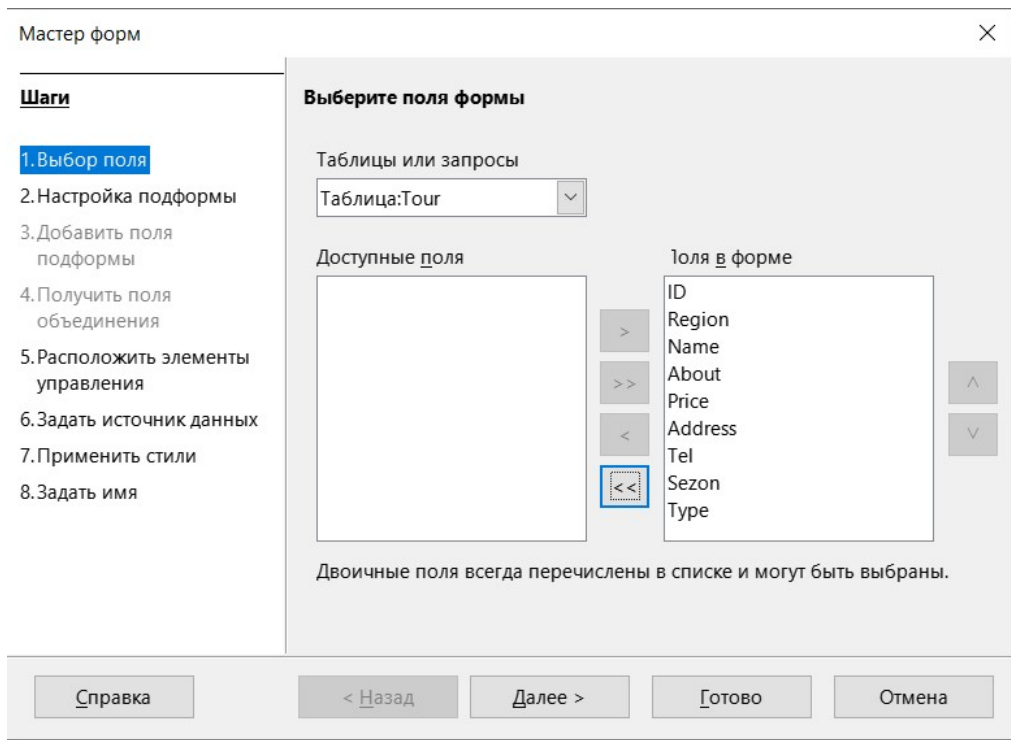 Мастер форм
Шаги
1. Выбор поля
2. Настройка подформы
3. Добавить поля
подформы
4. Получить поля
объединения
5. Расположить элементы
управления
6. Задать источник данных
7. Применить стили
8. Задать имя
Выберите поля формы
Таблицы или запросы
Таблица:Tour
Доступные поля
>
>>
<
<<
Поля в форме
ID
Region
Name
About
Price
Address
Tel
Sezon
Type
Двоичные поля всегда перечислены в списке и могут быть выбраны.
Справка
< Назад
Далее >
Готово
Отмена